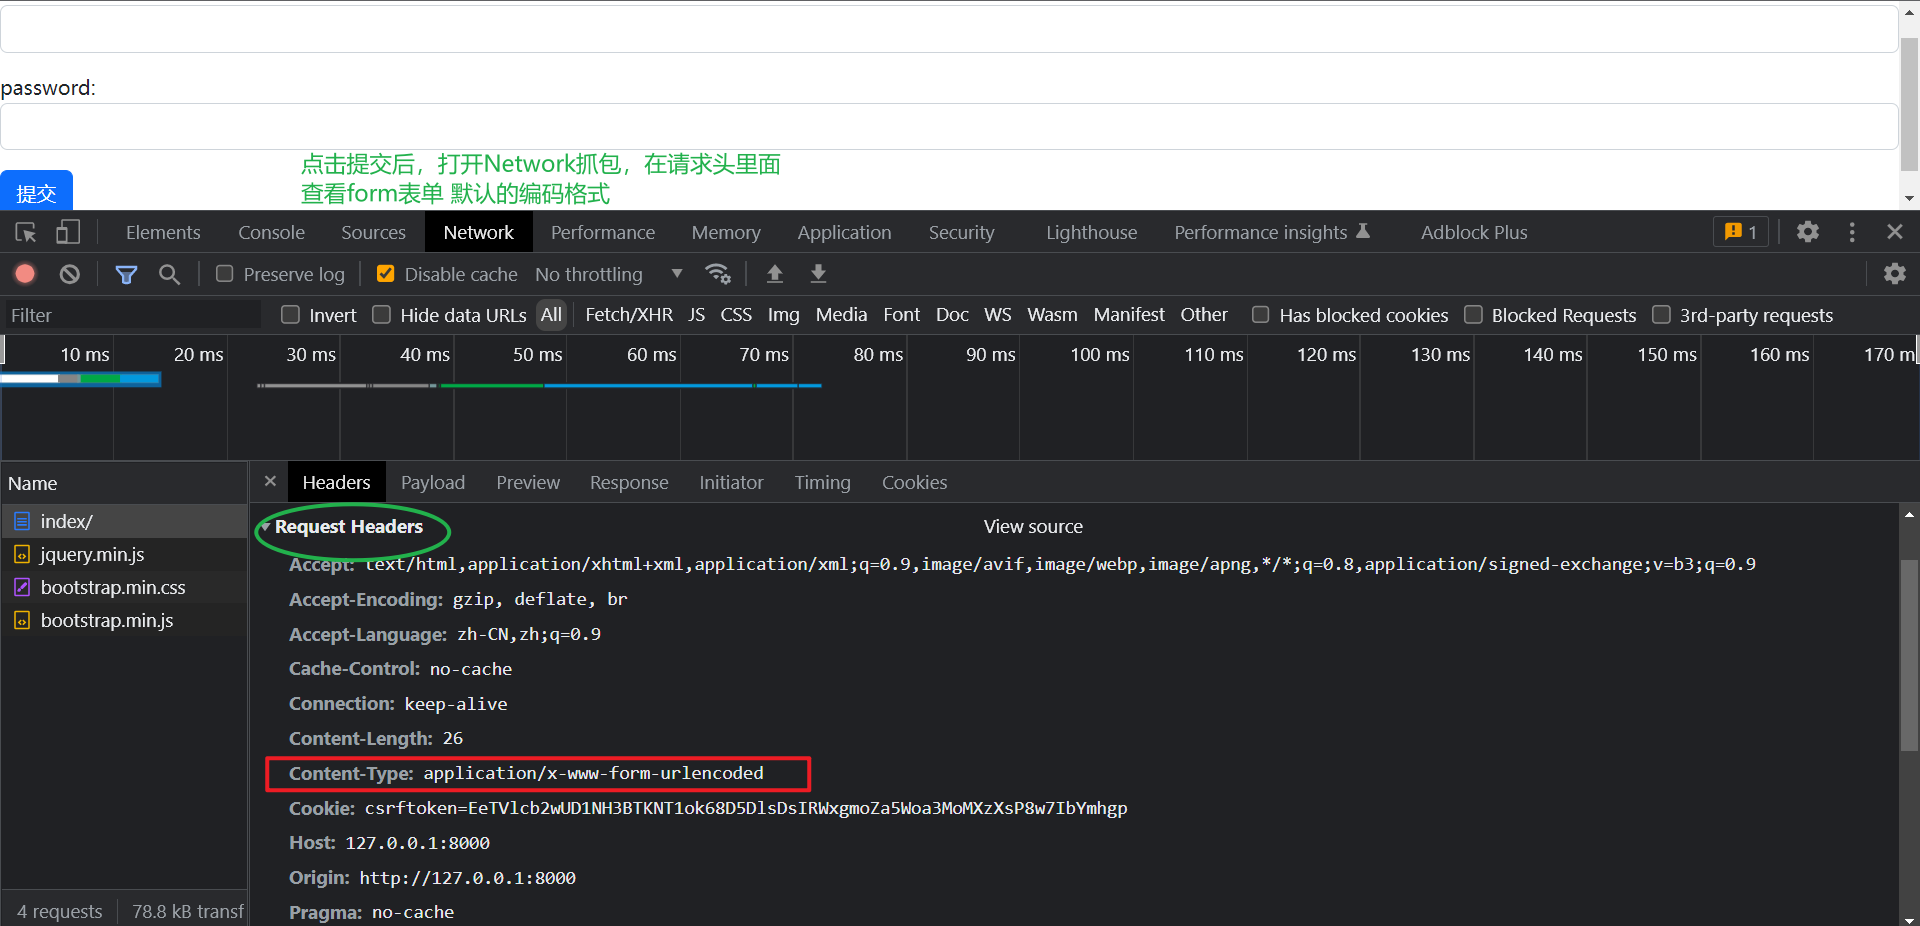 password:
点击提交后，打开Network抓包，在请求头里面
查看form表单 默认的编码格式
提交
Elements Console Sources Network Performance Memory Application Security Lighthouse Performance insights Adblock Plus 1
Preserve log Disable cache No throttling
Filter Invert Hide data URLs All Fetch/XHR JS CSS Img Media Font Doc WS Wasm Manifest Other Has blocked cookies Blocked Requests 3rd-party requests
10 ms 20 ms 30 ms 40 ms 50 ms 60 ms 70 ms 80 ms 90 ms 100 ms 110 ms 120 ms 130 ms 140 ms 150 ms 160 ms 170 m
Name
index/
jquery.min.js
bootstrap.min.css
bootstrap.min.js
4 requests 78.8 kB transf
Headers Payload Preview Response Initiator Timing Cookies
Request Headers View source
Accept: text/html,application/xhtml+xml,application/xml;q=0.9,image/avif,image/webp,image/apng,*/*;q=0.8,application/signed-exchange;v=b3;q=0.9
Accept-Encoding: gzip, deflate, br
Accept-Language: zh-CN,zh;q=0.9
Cache-Control: no-cache
Connection: keep-alive
Content-Length: 26
Content-Type: application/x-www-form-urlencoded
Cookie: csrftoken=EeTVlcb2wUD1NH3BTKNT1ok68D5DlsDsIRWxgmoZa5Woa3MoMXzXsP8w7IbYmhgp
Host: 127.0.0.1:8000
Origin: http://127.0.0.1:8000
Pragma: no-cache